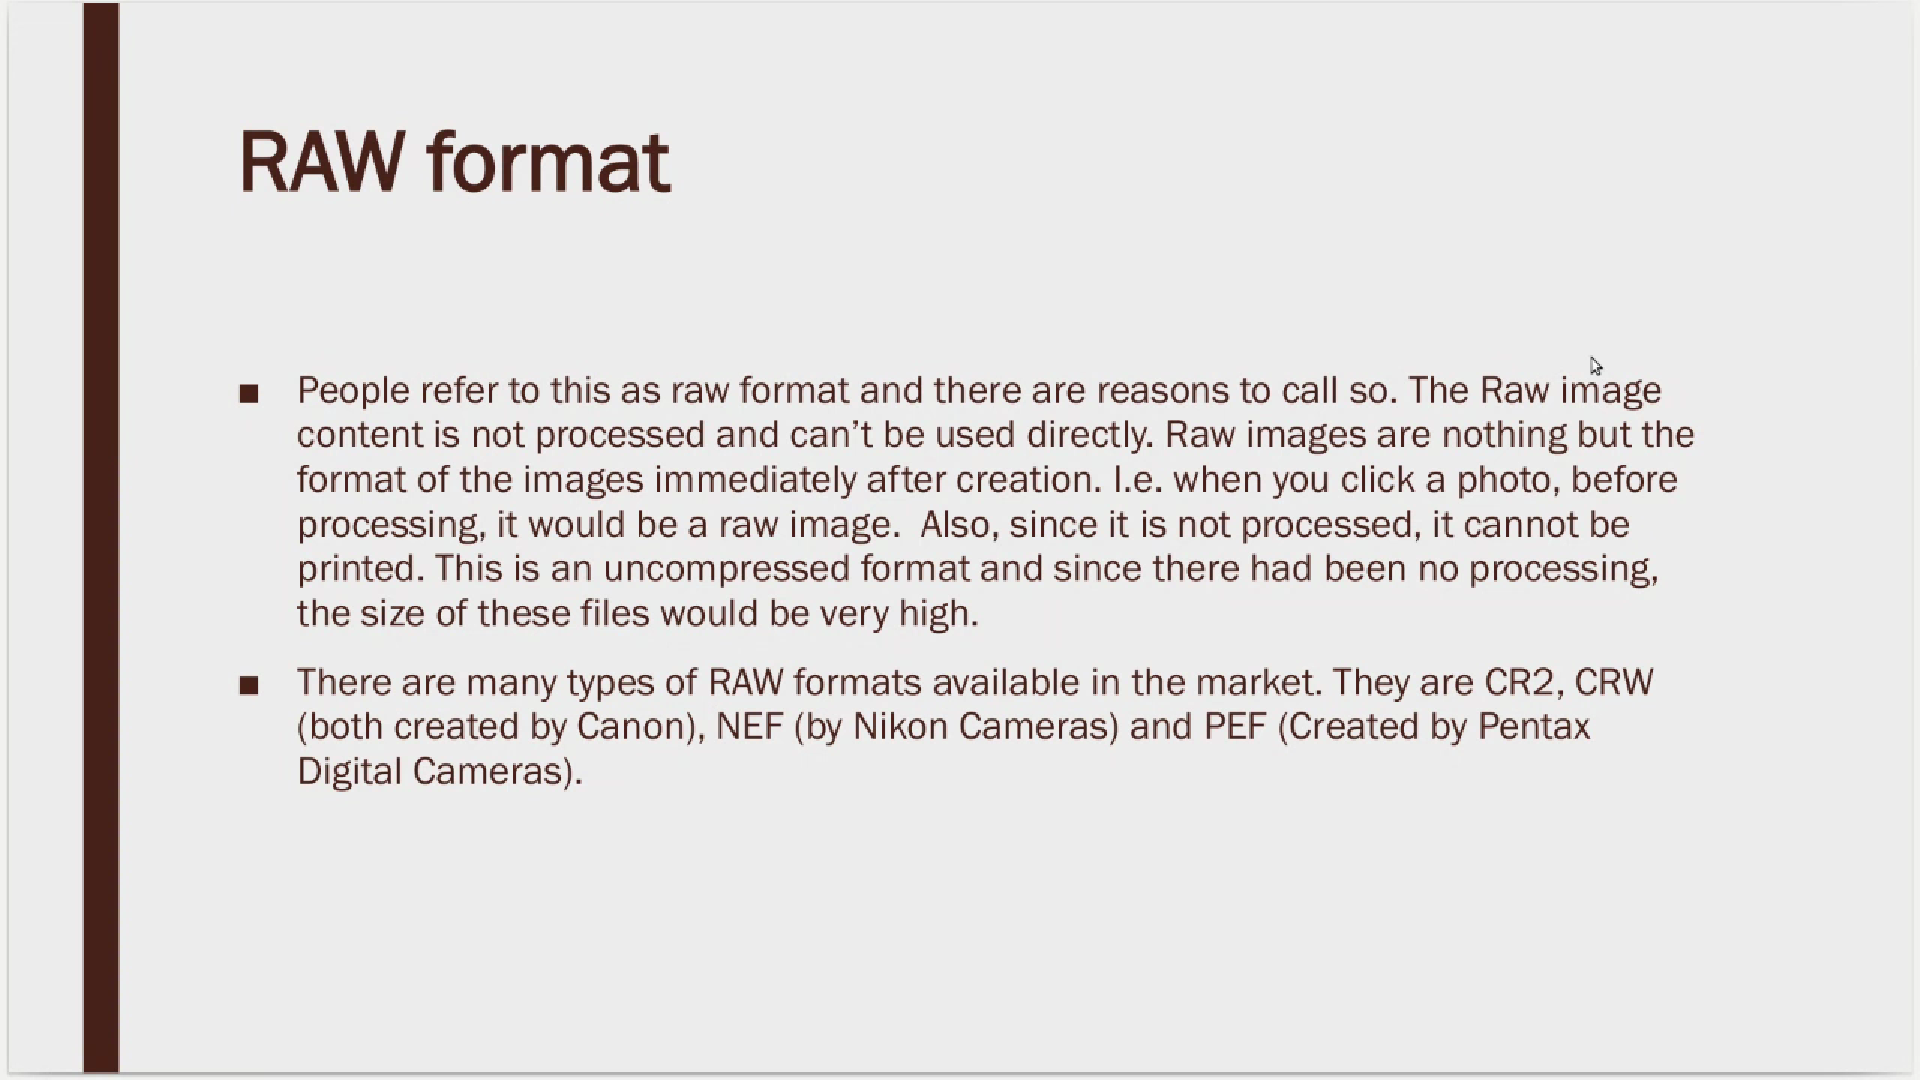 RAW format
■ People refer to this as raw format and there are reasons to call so. The Raw image
content is not processed and can’t be used directly. Raw images are nothing but the
format of the images immediately after creation. I.e. when you click a photo, before
processing, it would be a raw image.  Also, since it is not processed, it cannot be
printed. This is an uncompressed format and since there had been no processing,
the size of these files would be very high.
■ There are many types of RAW formats available in the market. They are CR2, CRW
(both created by Canon), NEF (by Nikon Cameras) and PEF (Created by Pentax
Digital Cameras).